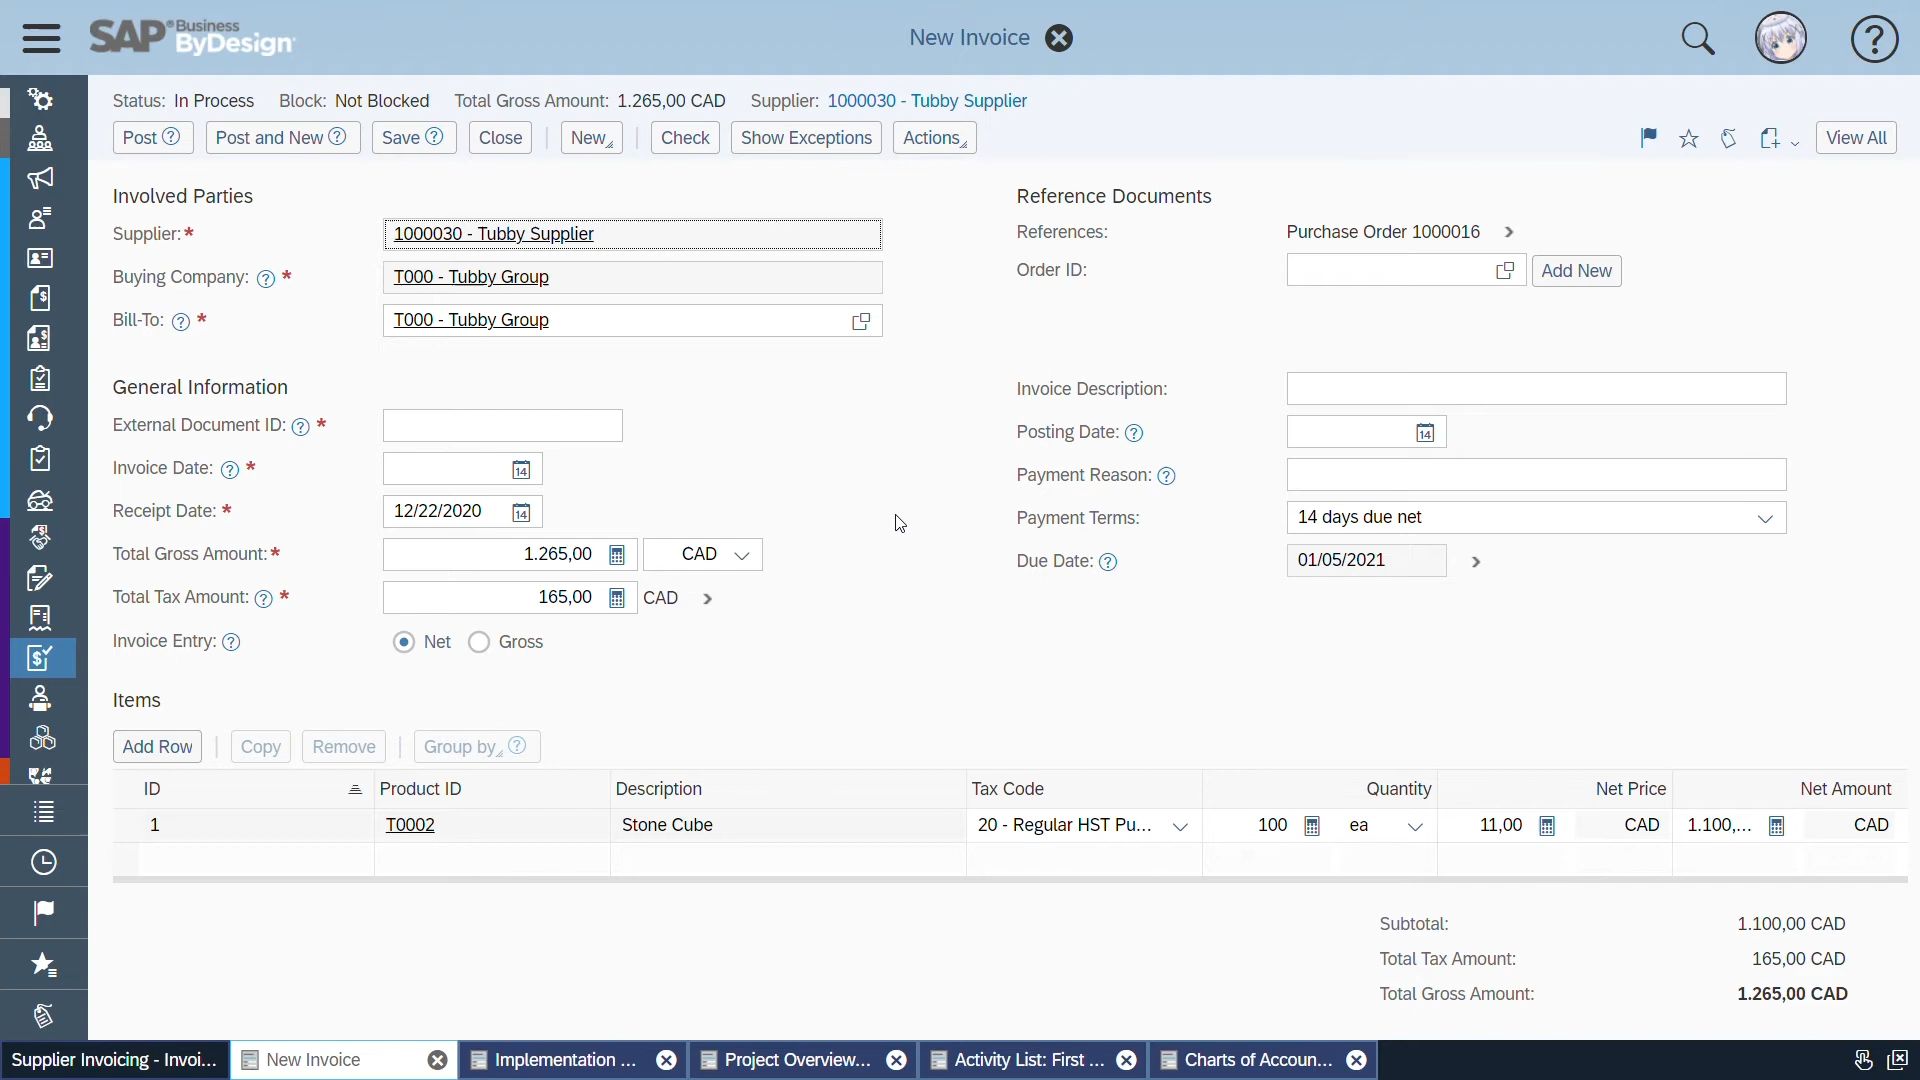 SAP Business ByDesign
New Invoice
Status: In Process Block: Not Blocked Total Gross Amount: 1.265,00 CAD Supplier: 1000030 - Tubby Supplier
Post Post and New Save Close New Check Show Exceptions Actions View All
Involved Parties
Supplier:* 1000030 - Tubby Supplier
Buying Company: * T000 - Tubby Group
Bill-To: * T000 - Tubby Group
Reference Documents
References: Purchase Order 1000016
Order ID: Add New
General Information
External Document ID: *
Invoice Date: * 14
Receipt Date: * 12/22/2020 14
Total Gross Amount:* 1.265,00 CAD
Total Tax Amount: * 165,00 CAD
Invoice Entry: Net Gross
Invoice Description:
Posting Date: 14
Payment Reason:
Payment Terms: 14 days due net
Due Date: 01/05/2021
Items
Add Row Copy Remove Group by
ID Product ID Description Tax Code Quantity Net Price Net Amount
1 T0002 Stone Cube 20 - Regular HST Pu... 100 ea 11,00 CAD 1.100,... CAD
Subtotal: 1.100,00 CAD
Total Tax Amount: 165,00 CAD
Total Gross Amount: 1.265,00 CAD
Supplier Invoicing - Invoi... New Invoice Implementation ... Project Overview... Activity List: First ... Charts of Accoun...